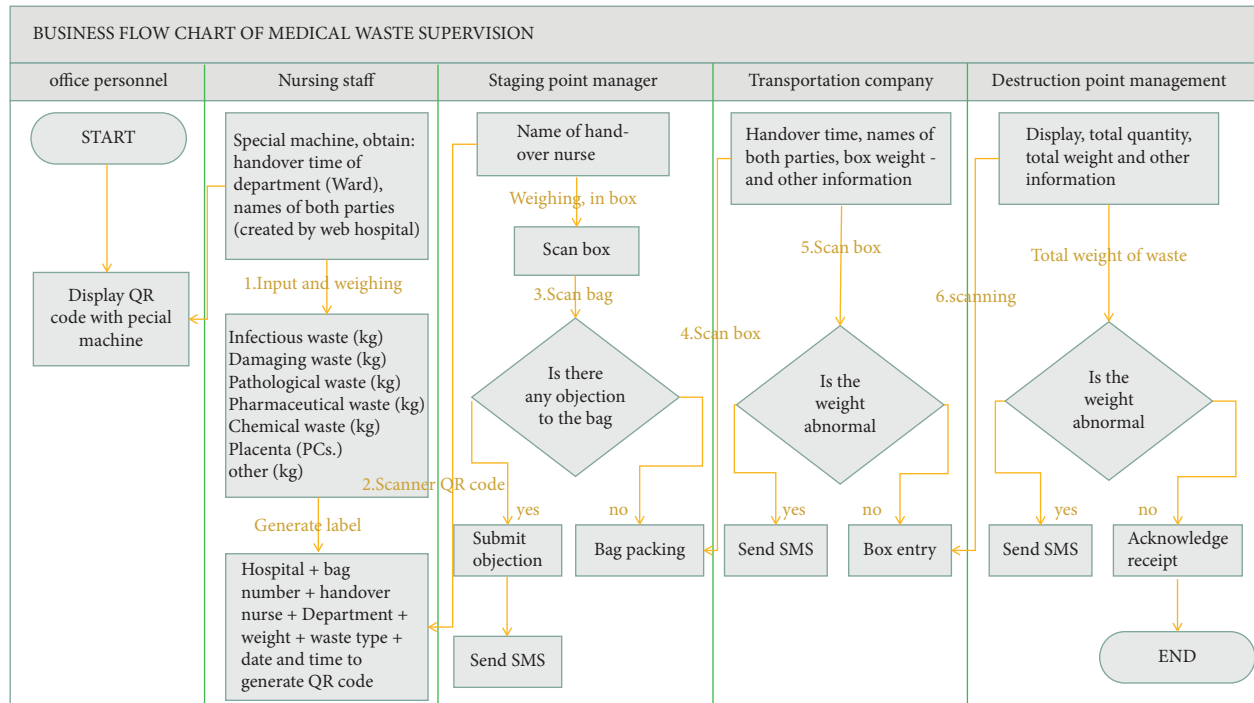 BUSINESS FLOW CHART OF MEDICAL WASTE SUPERVISION
office personnel
Nursing staff
Staging point manager
Transportation company
Destruction point management
START
Display QR
code with pecial
machine
Special machine, obtain:
handover time of
department (Ward),
names of both parties
(created by web hospital)
1.Input and weighing
Infectious waste (kg)
Damaging waste (kg)
Pathological waste (kg)
Pharmaceutical waste (kg)
Chemical waste (kg)
Placenta (PCs.)
other (kg)
Generate label
Hospital + bag
number + handover
nurse + Department +
weight + waste type +
date and time to
generate QR code
2.Scanner QR code
Name of hand-
over nurse
Weighing, in box
Scan box
3.Scan bag
Is there
any objection
to the bag
yes
no
Submit
objection
Bag packing
Send SMS
4.Scan box
Handover time, names of
both parties, box weight -
and other information
5.Scan box
Is the
weight
abnormal
yes
no
Send SMS
Box entry
6.scanning
Display, total quantity,
total weight and other
information
Total weight of waste
Is the
weight
abnormal
yes
no
Send SMS
Acknowledge
receipt
END